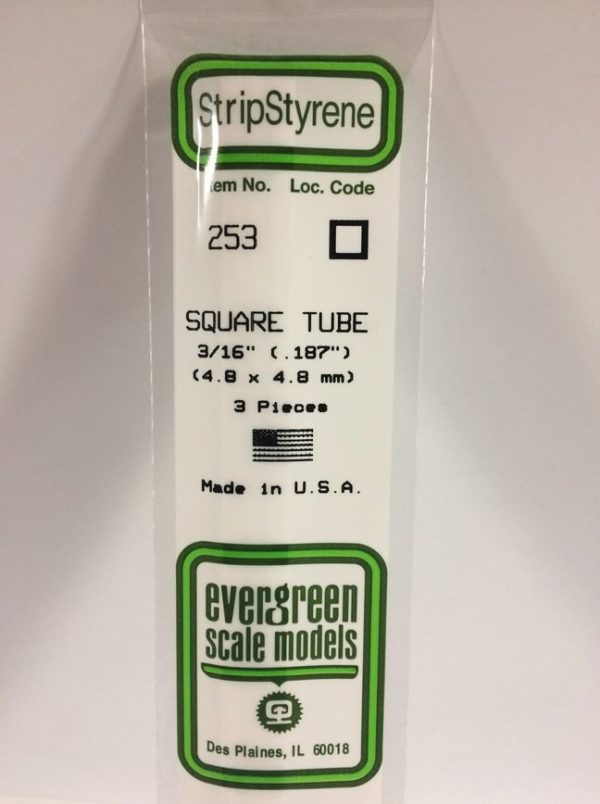 StripStyrene
em No. Loc. Code
253
SQUARE TUBE
3/16" (.187")
(4.8 x 4.8 mm)
3 Pieces
Made in U.S.A.
evergreen
scale models
Des Plaines, IL 60018